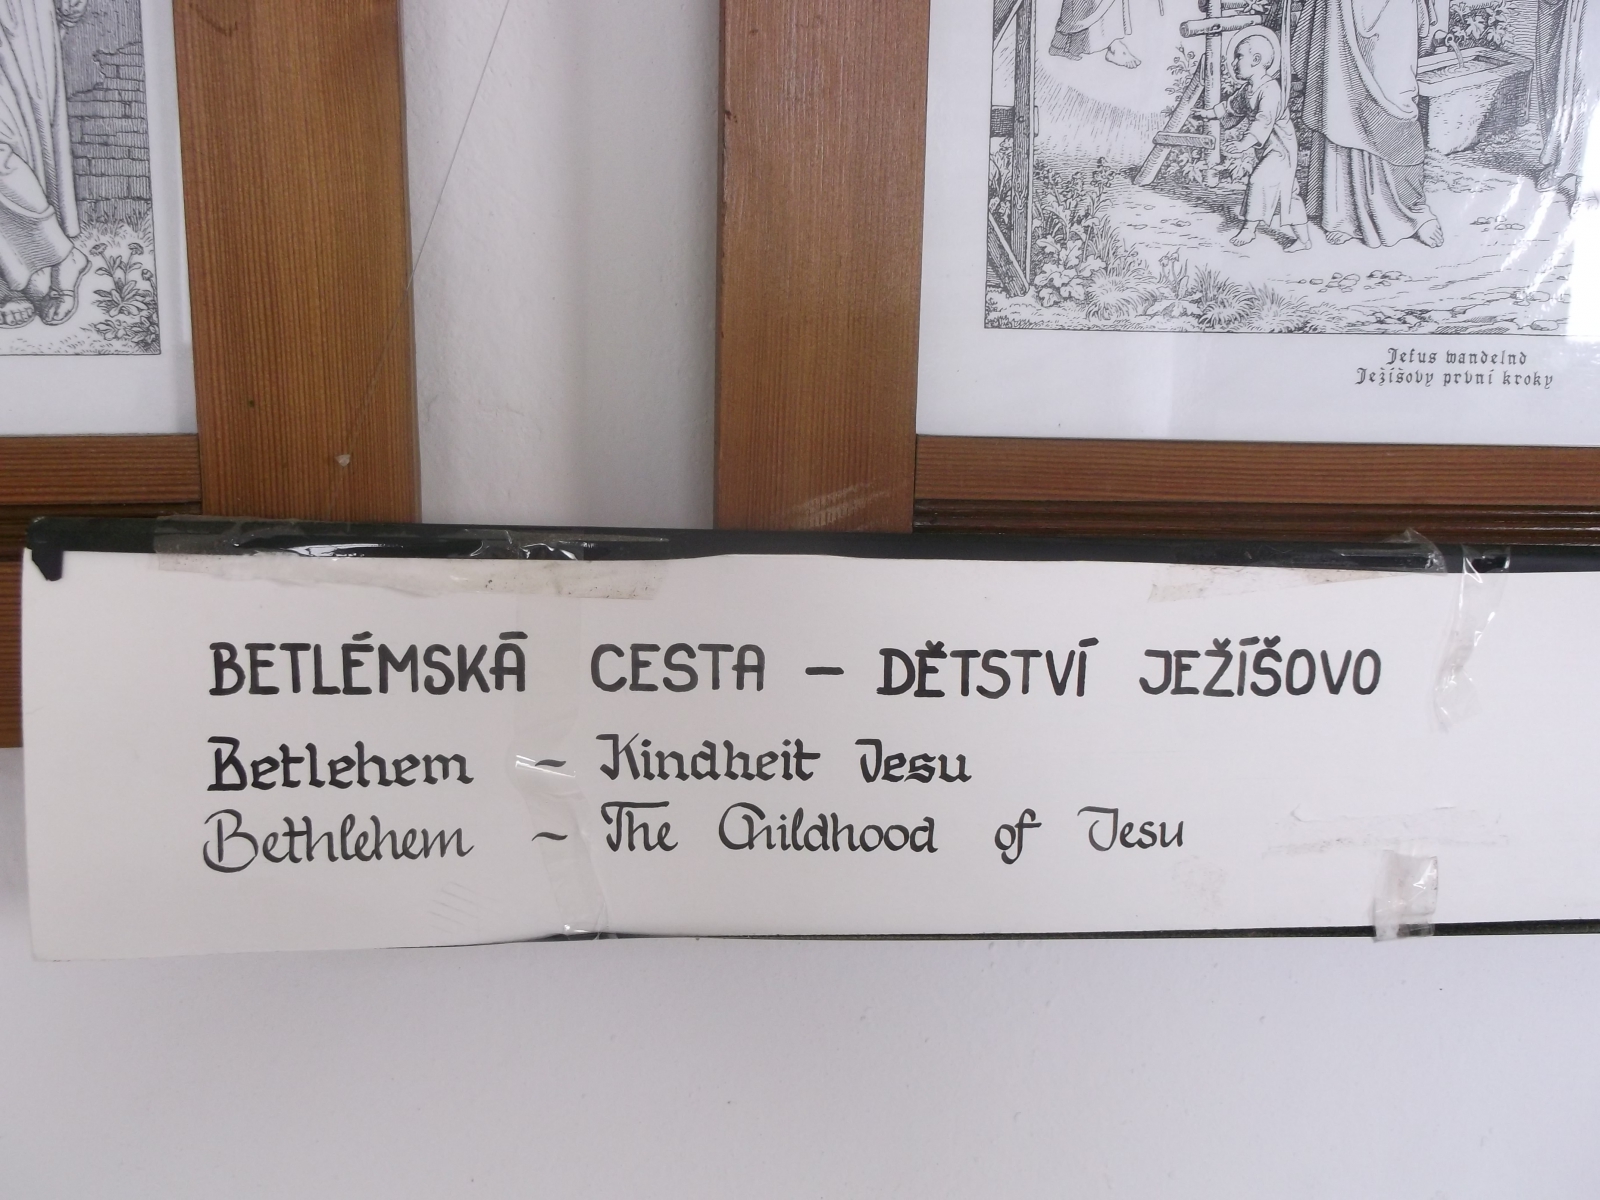 Jesus wandelnd
Ježíšovy první kroky
BETLÉMSKÁ CESTA – DĚTSTVÍ JEŽÍŠOVO
Betlehem ~ Kindheit Jesu
Bethlehem ~ The Childhood of Jesu